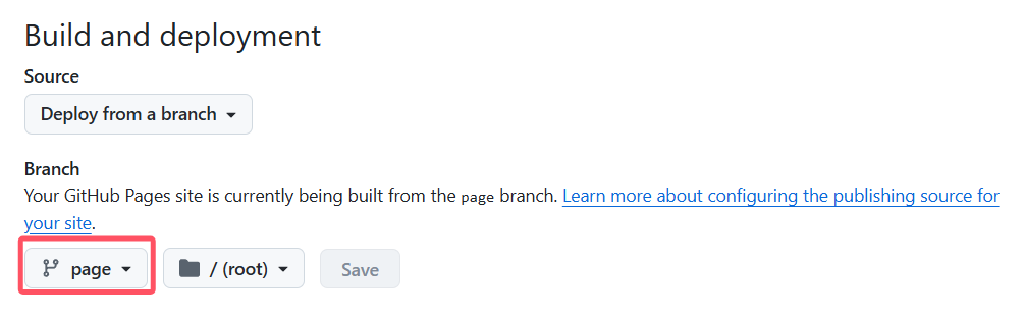 Build and deployment
Source
Deploy from a branch
Branch
Your GitHub Pages site is currently being built from the page branch. Learn more about configuring the publishing source for
your site.
page / (root) Save